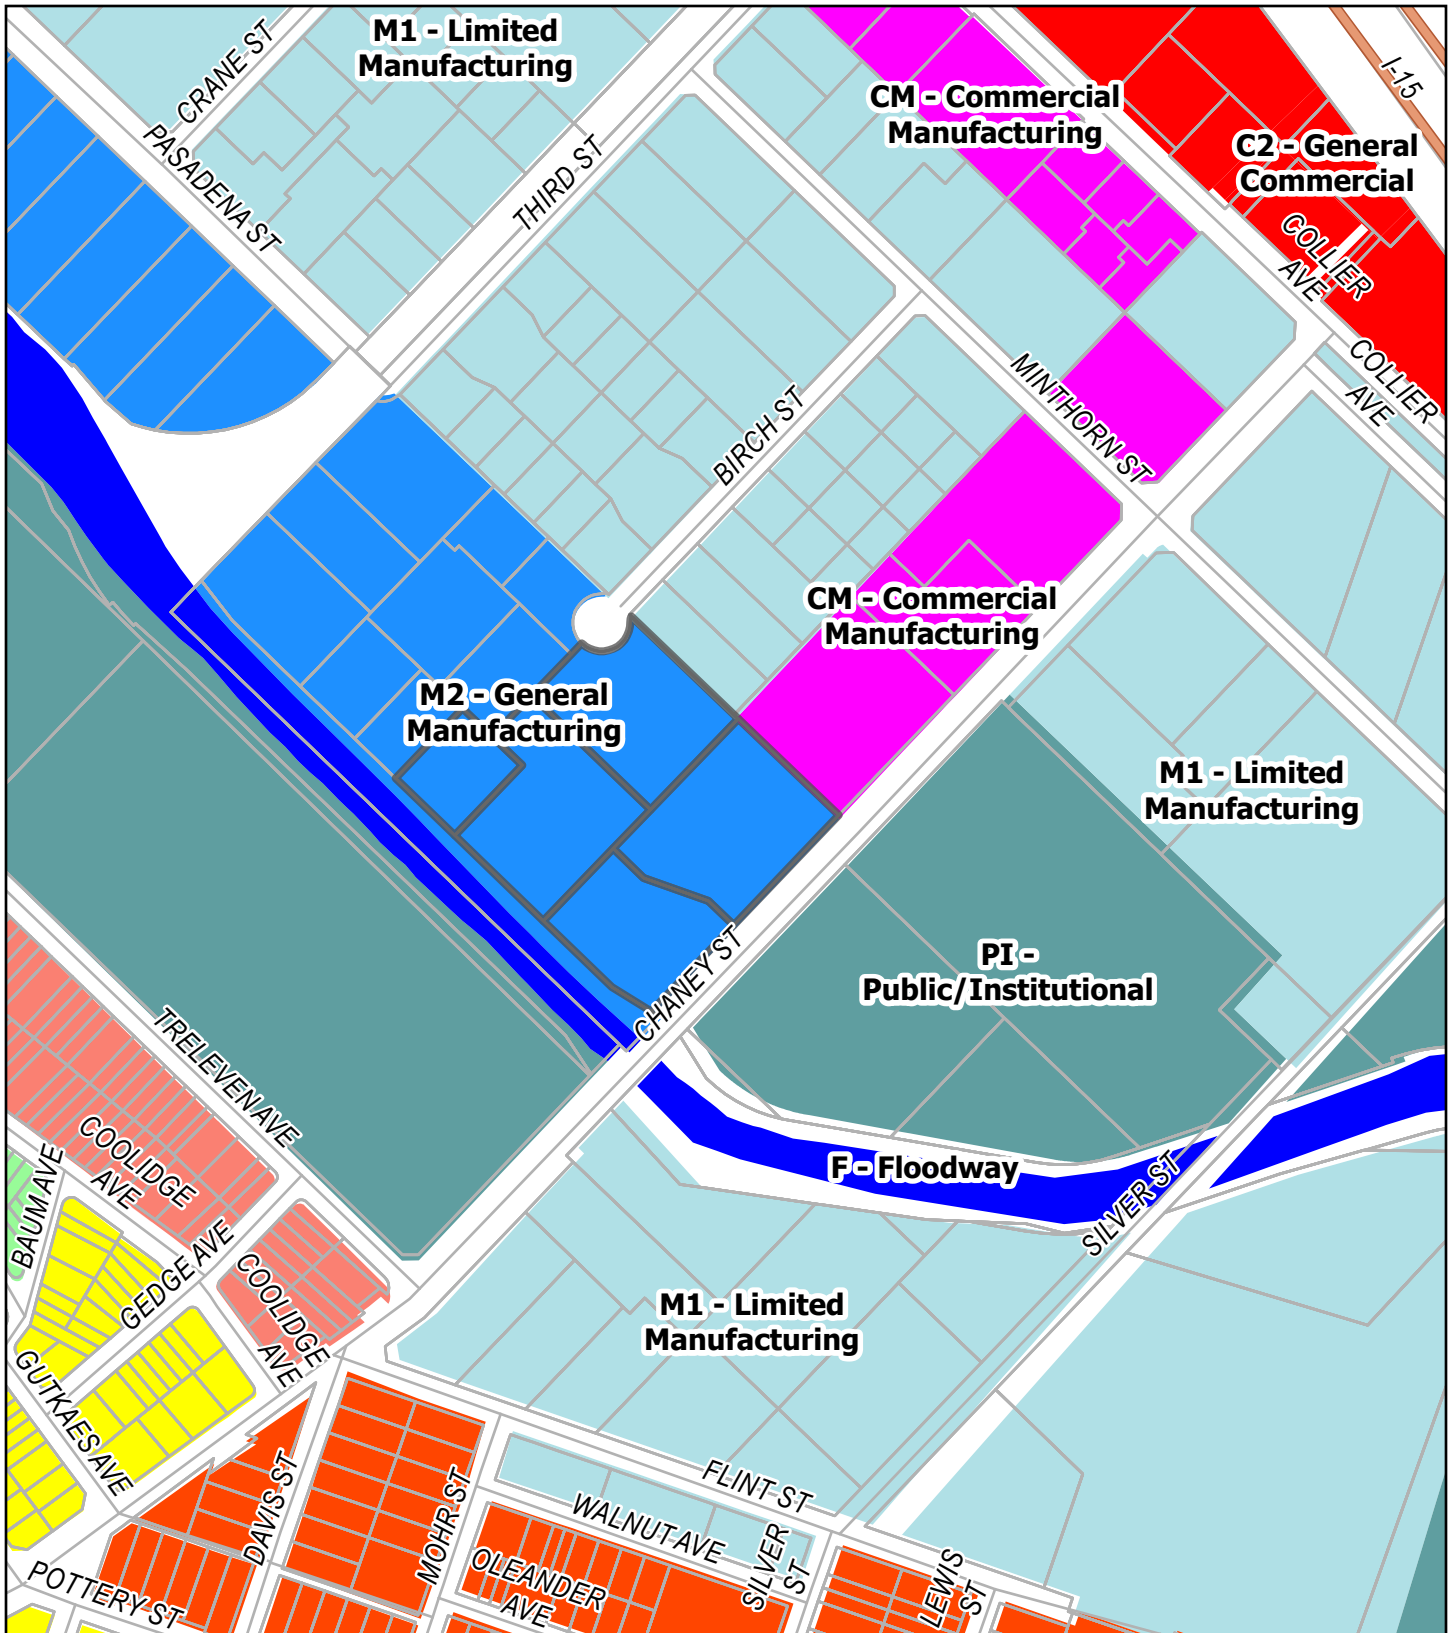 M1 - Limited
Manufacturing
CRANE ST
PASADENA ST
THIRD ST
CM - Commercial
Manufacturing
I-15
C2 - General
Commercial
COLLIER
AVE
COLLIER
AVE
MINTHORN ST
BIRCH ST
CM - Commercial
Manufacturing
M2 - General
Manufacturing
M1 - Limited
Manufacturing
PI -
Public/Institutional
CHANEY ST
TRELEVEN AVE
COOLIDGE
AVE
BAUM AVE
GEDGE AVE
COOLIDGE
AVE
F - Floodway
SILVER ST
M1 - Limited
Manufacturing
GUTKAES AVE
DAVIS ST
MOHR ST
FLINT ST
WALNUT AVE
SILVER
ST
OLEANDER
AVE
LEWIS
ST
POTTERY ST